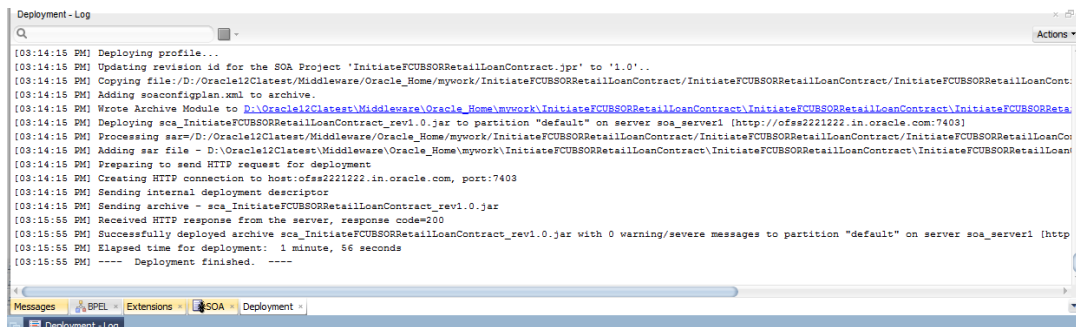 Deployment - Log
Actions
[03:14:15 PM] Deploying profile...
[03:14:15 PM] Updating revision id for the SOA Project 'InitiateFCUBSORRetailLoanContract.jpr' to '1.0'..
[03:14:15 PM] Copying file:/D:/Oracle12Clatest/Middleware/Oracle_Home/mywork/InitiateFCUBSORRetailLoanContract/InitiateFCUBSORRetailLoanContract/InitiateFCUBSORRetailLoanCont
[03:14:15 PM] Adding soaconfigplan.xml to archive.
[03:14:15 PM] Wrote Archive Module to D:\Oracle12Clatest\Middleware\Oracle_Home\mywork\InitiateFCUBSORRetailLoanContract\InitiateFCUBSORRetailLoanContract\InitiateFCUBSORReta
[03:14:15 PM] Deploying sca_InitiateFCUBSORRetailLoanContract_rev1.0.jar to partition "default" on server soa_server1 [http://ofss2221222.in.oracle.com:7403]
[03:14:15 PM] Processing sar=/D:/Oracle12Clatest/Middleware/Oracle_Home/mywork/InitiateFCUBSORRetailLoanContract/InitiateFCUBSORRetailLoanContract/InitiateFCUBSORRetailLoanCo
[03:14:15 PM] Adding sar file - D:\Oracle12Clatest\Middleware\Oracle_Home\mywork\InitiateFCUBSORRetailLoanContract\InitiateFCUBSORRetailLoanContract\InitiateFCUBSORRetailLoan
[03:14:15 PM] Preparing to send HTTP request for deployment
[03:14:15 PM] Creating HTTP connection to host:ofss2221222.in.oracle.com, port:7403
[03:14:15 PM] Sending internal deployment descriptor
[03:14:15 PM] Sending archive - sca_InitiateFCUBSORRetailLoanContract_rev1.0.jar
[03:15:55 PM] Received HTTP response from the server, response code=200
[03:15:55 PM] Successfully deployed archive sca_InitiateFCUBSORRetailLoanContract_rev1.0.jar with 0 warning/severe messages to partition "default" on server soa_server1 [http
[03:15:55 PM] Elapsed time for deployment: 1 minute, 56 seconds
[03:15:55 PM] ---- Deployment finished. ----
Messages BPEL Extensions SOA Deployment
Deployment - Log